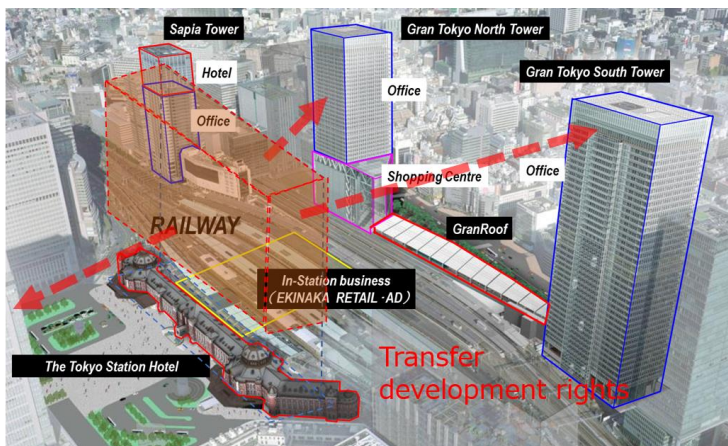 Sapia Tower
Gran Tokyo North Tower
Gran Tokyo South Tower
Hotel
Office
Office
Office
Shopping Centre
GranRoof
RAILWAY
In-Station business
(EKINAKA RETAIL・AD)
The Tokyo Station Hotel
Transfer
development rights